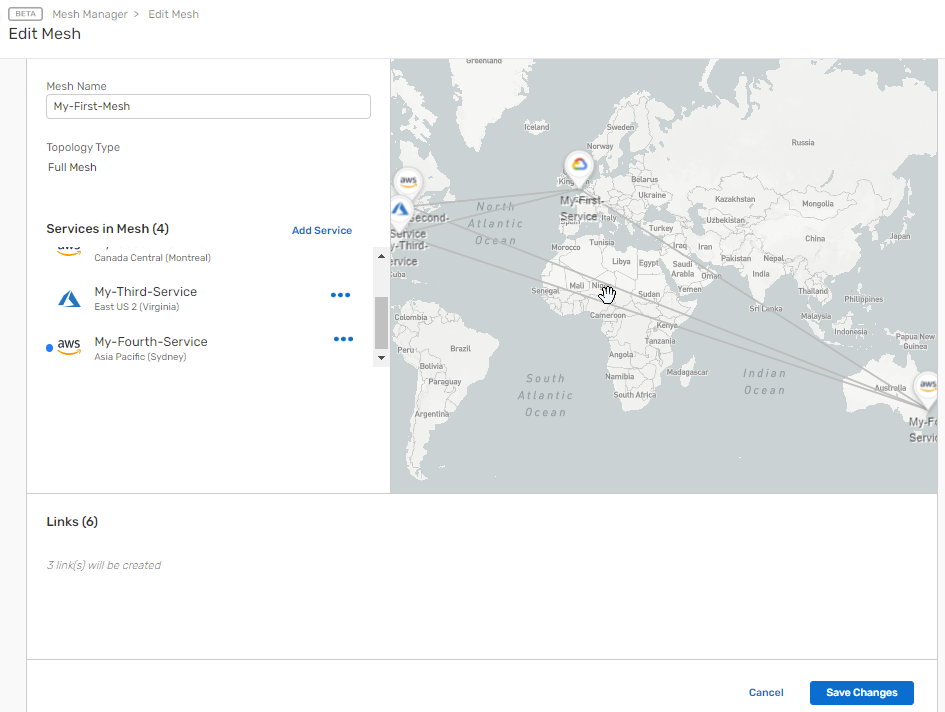 BETA Mesh Manager > Edit Mesh
Edit Mesh
Mesh Name
My-First-Mesh
Topology Type
Full Mesh
Services in Mesh (4)
Add Service
Canada Central (Montreal)
My-Third-Service
East US 2 (Virginia)
aws
My-Fourth-Service
Asia Pacific (Sydney)
Greenland
Iceland
Sweden
Norway
Russia
aws
Belarus
Ukraine
Kazakhstan
Mongolia
My-First-
Service
Italy
Turkey
Uzbekistan
China
Japan
North
Atlantic
Ocean
Second-
Service
My-Third-
Service
Cuba
Morocco
Tunisia
Iraq
Iran
Pakistan
Nepal
Libya
Egypt
Saudi
Arabia
Oman
India
Mali
Senegal
Sudan
Yemen
Thailand
Philippines
Sri Lanka
Malaysia
Cameroon
Kenya
Colombia
Indonesia
Papua New
Guinea
Tanzania
Peru
Brazil
Angola
Bolivia
Namibia
Madagascar
Paraguay
South Africa
South
Atlantic
Ocean
Indian
Ocean
Australia
aws
Argentina
My-Fo
Servic
Links (6)
3 link(s) will be created
Cancel
Save Changes